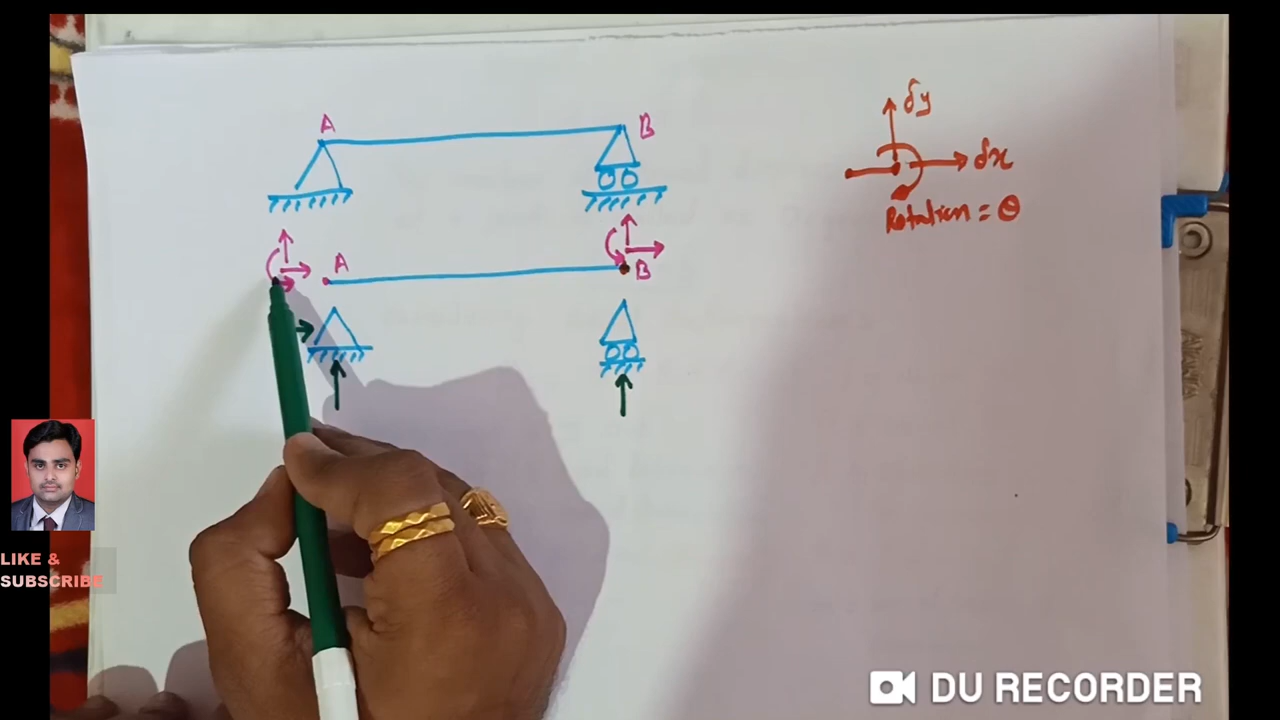 A
B
δy
δx
Rotation = θ
A
B
LIKE &
SUBSCRIBE
DU RECORDER